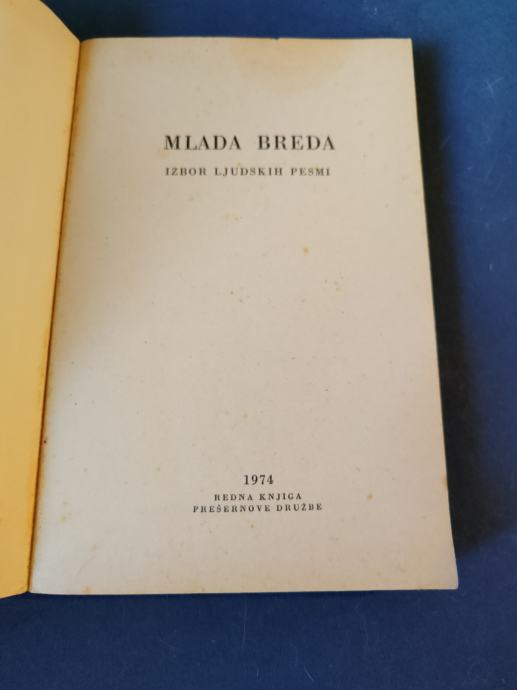 MLADA BREDA
IZBOR LJUDSKIH PESMI
1974
REDNA KNJIGA
PREŠERNOVE DRUŽBE